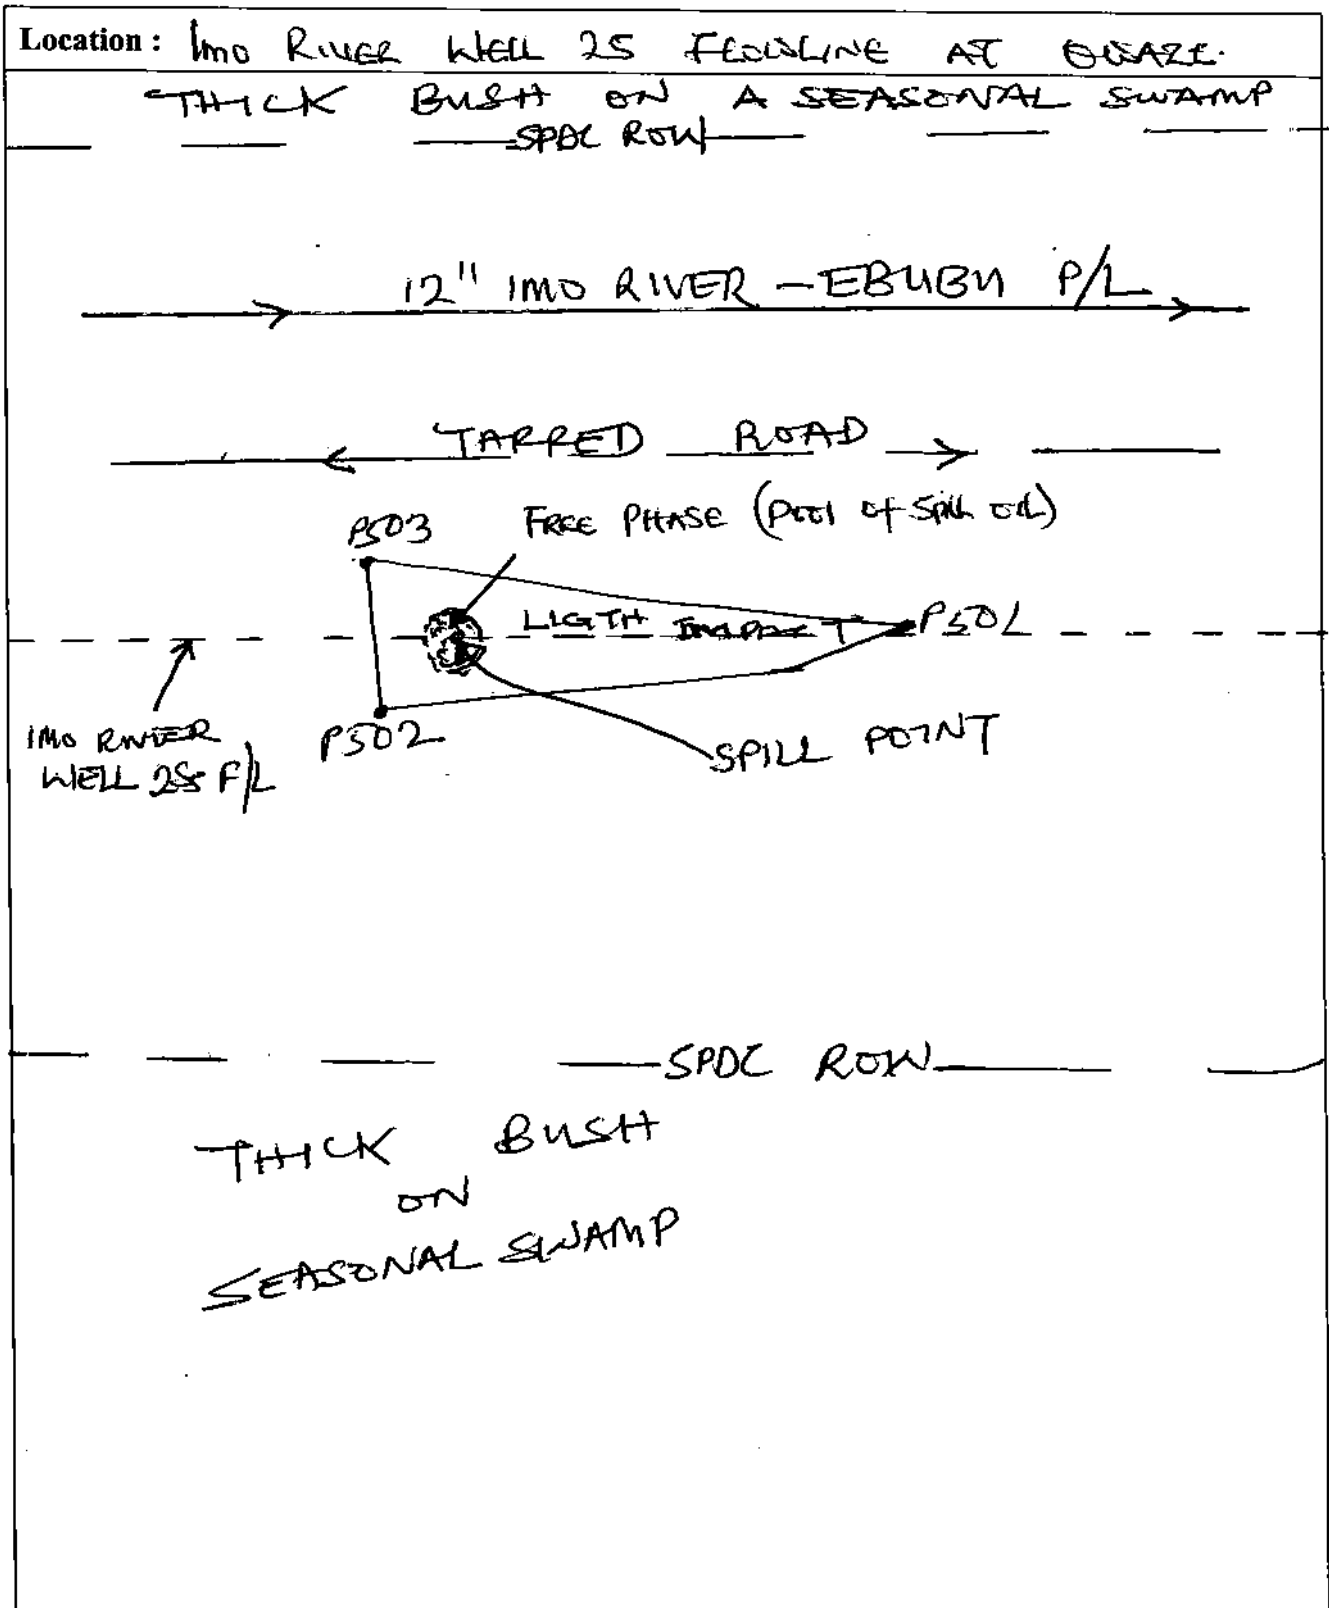 Location : Imo RIVER WELL 25 FLOWLINE AT OWAZE.
THICK BUSH ON A SEASONAL SWAMP
SPDC ROW
12" IMO RIVER - EBUBU P/L
TARRED ROAD
FREE PHASE (Pool of Spill oil)
PS03
LIGTH IMPACT
PS01
IMO RIVER
WELL 25 F/L
PS02
SPILL POINT
SPDC ROW
THICK BUSH
ON
SEASONAL SWAMP